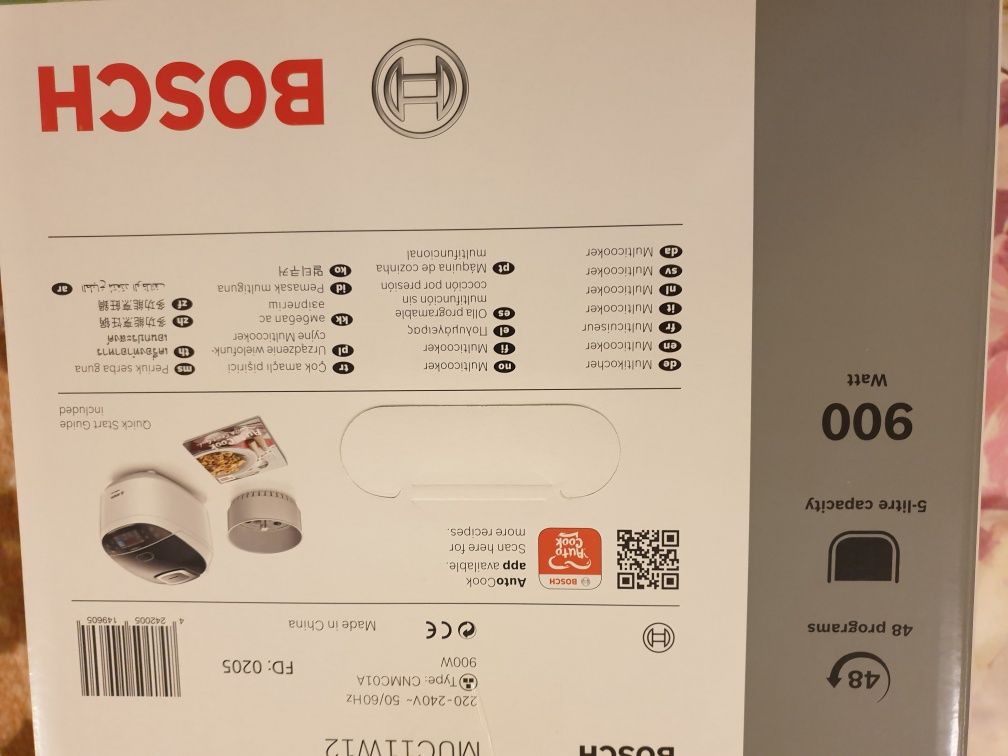 48
48 programs
5-litre capacity
900
Watt
BOSCH
MUC11W12
220-240V~ 50/60Hz
Type: CNMC01A
900W
FD: 0205
CE
Made in China
4 242005 149605
BOSCH
Auto
Cook
AutoCook
app available.
Scan here for
more recipes.
Quick Start Guide
included
de Multikocher
en Multicooker
fr Multicuiseur
it Multicooker
nl Multicooker
sv Multicooker
da Multicooker
no Multicooker
fi Multicooker
el Πολυμάγειρας
es Olla programable
multifunción sin
cocción por presión
pt Máquina de cozinha
multifuncional
tr Çok amaçlı pişirici
pl Urządzenie wielofunk-
cyjne Multicooker
kk әмбебап ас
әзірлегіш
id Pemasak multiguna
ko 멀티쿠커
ms Periuk serba guna
th เครื่องทำอาหาร
เอนกประสงค์
zh 多功能烹饪锅
zf 多功能烹飪鍋
ar الطباخ متعدد الوظائف
BOSCH